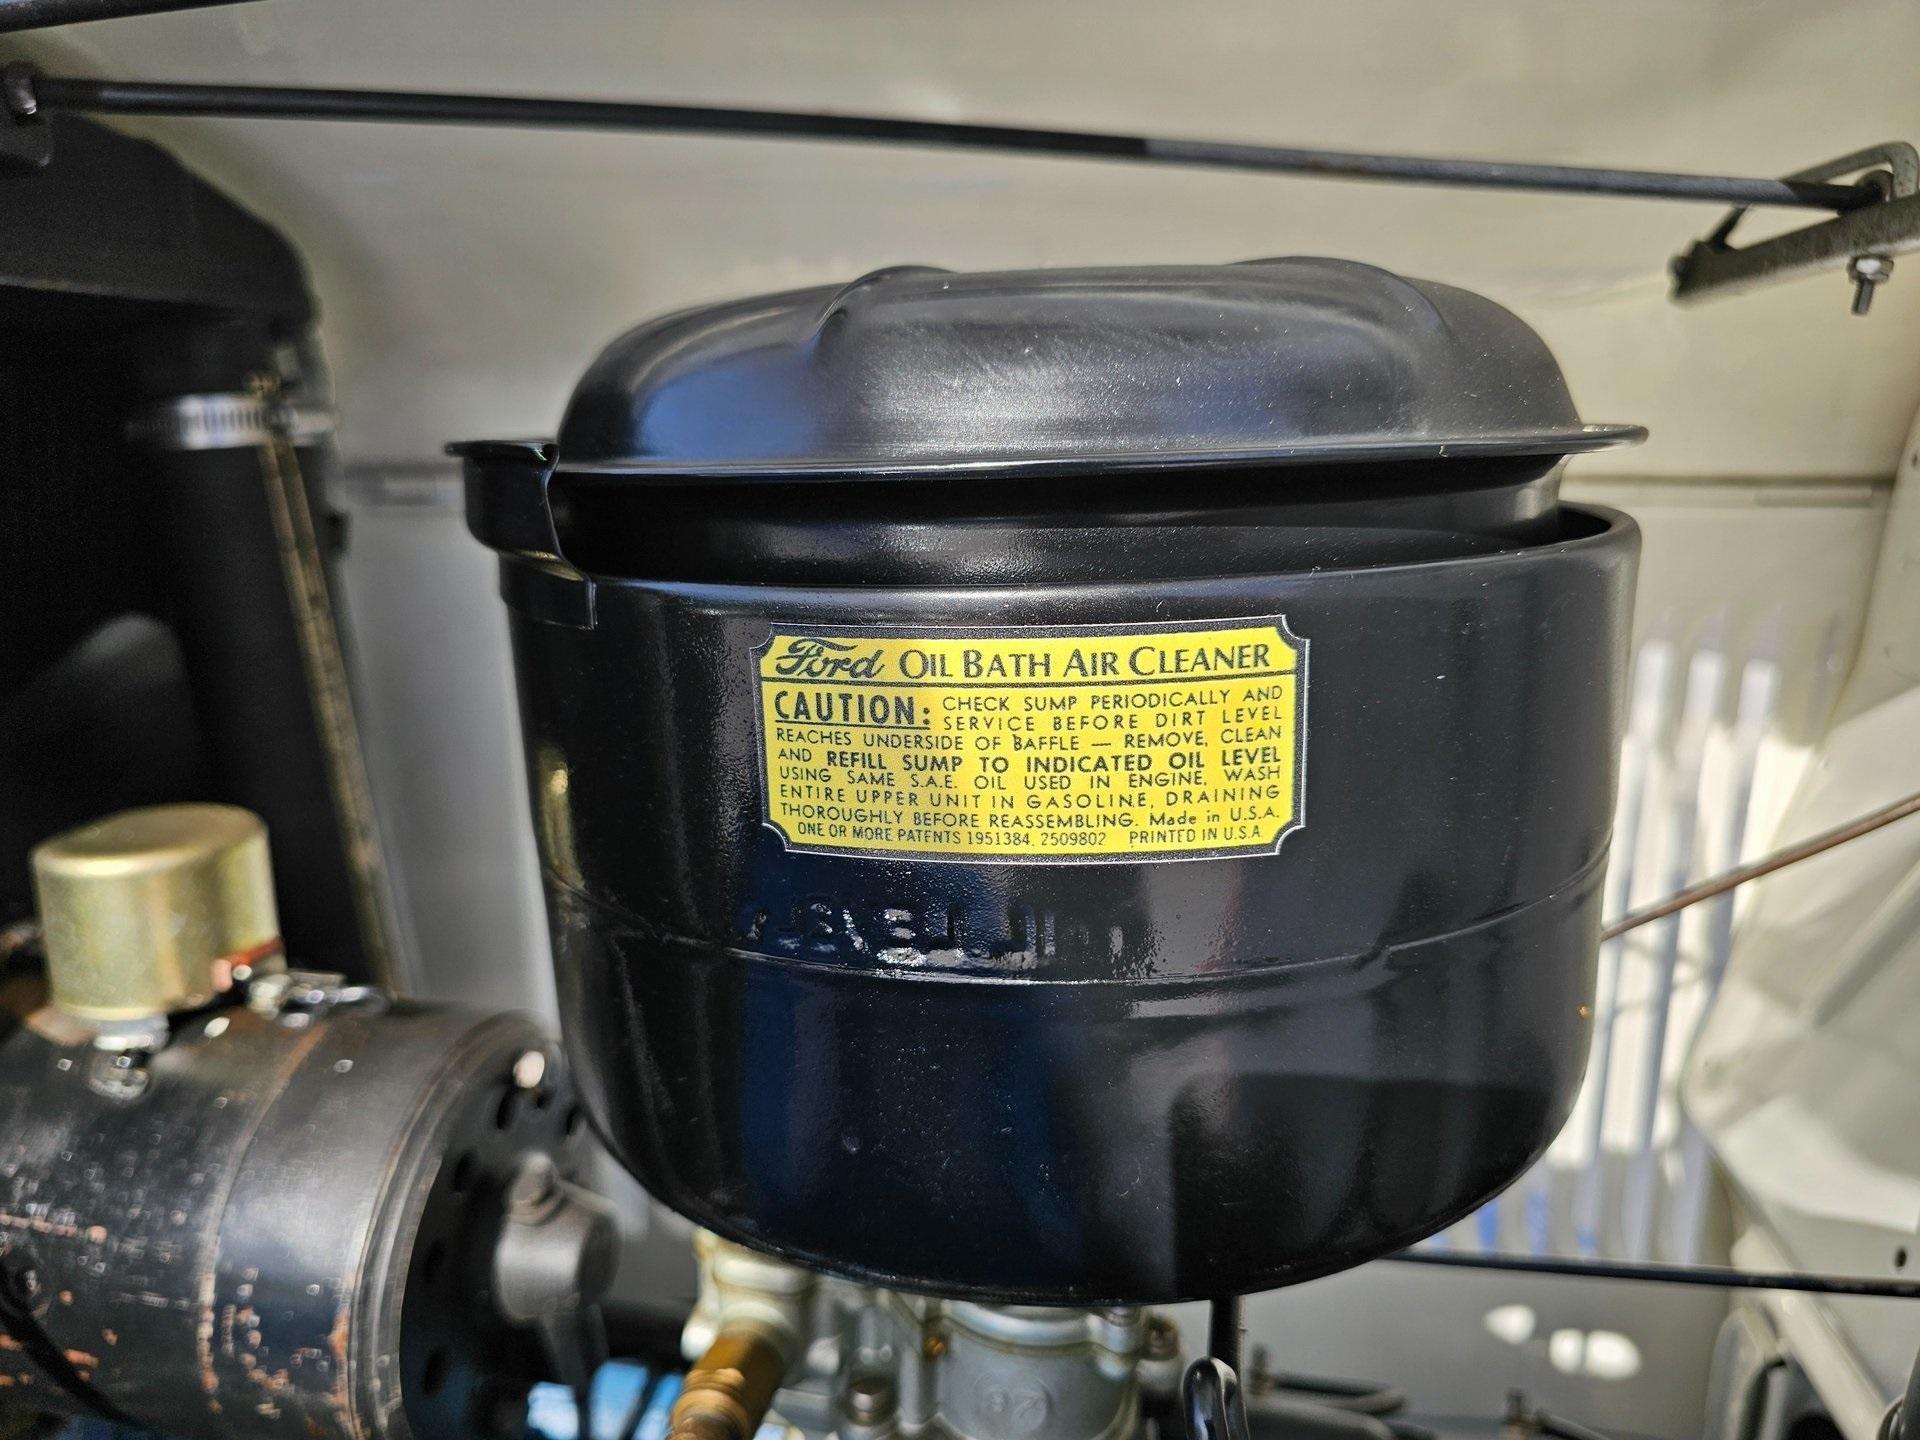 Ford OIL BATH AIR CLEANER
CAUTION: CHECK SUMP PERIODICALLY AND
SERVICE BEFORE DIRT LEVEL
REACHES UNDERSIDE OF BAFFLE — REMOVE, CLEAN
AND REFILL SUMP TO INDICATED OIL LEVEL
USING SAME S.A.E. OIL USED IN ENGINE, WASH
ENTIRE UPPER UNIT IN GASOLINE, DRAINING
THOROUGHLY BEFORE REASSEMBLING. Made in U.S.A.
ONE OR MORE PATENTS 1951384, 2509802 PRINTED IN U.S.A.